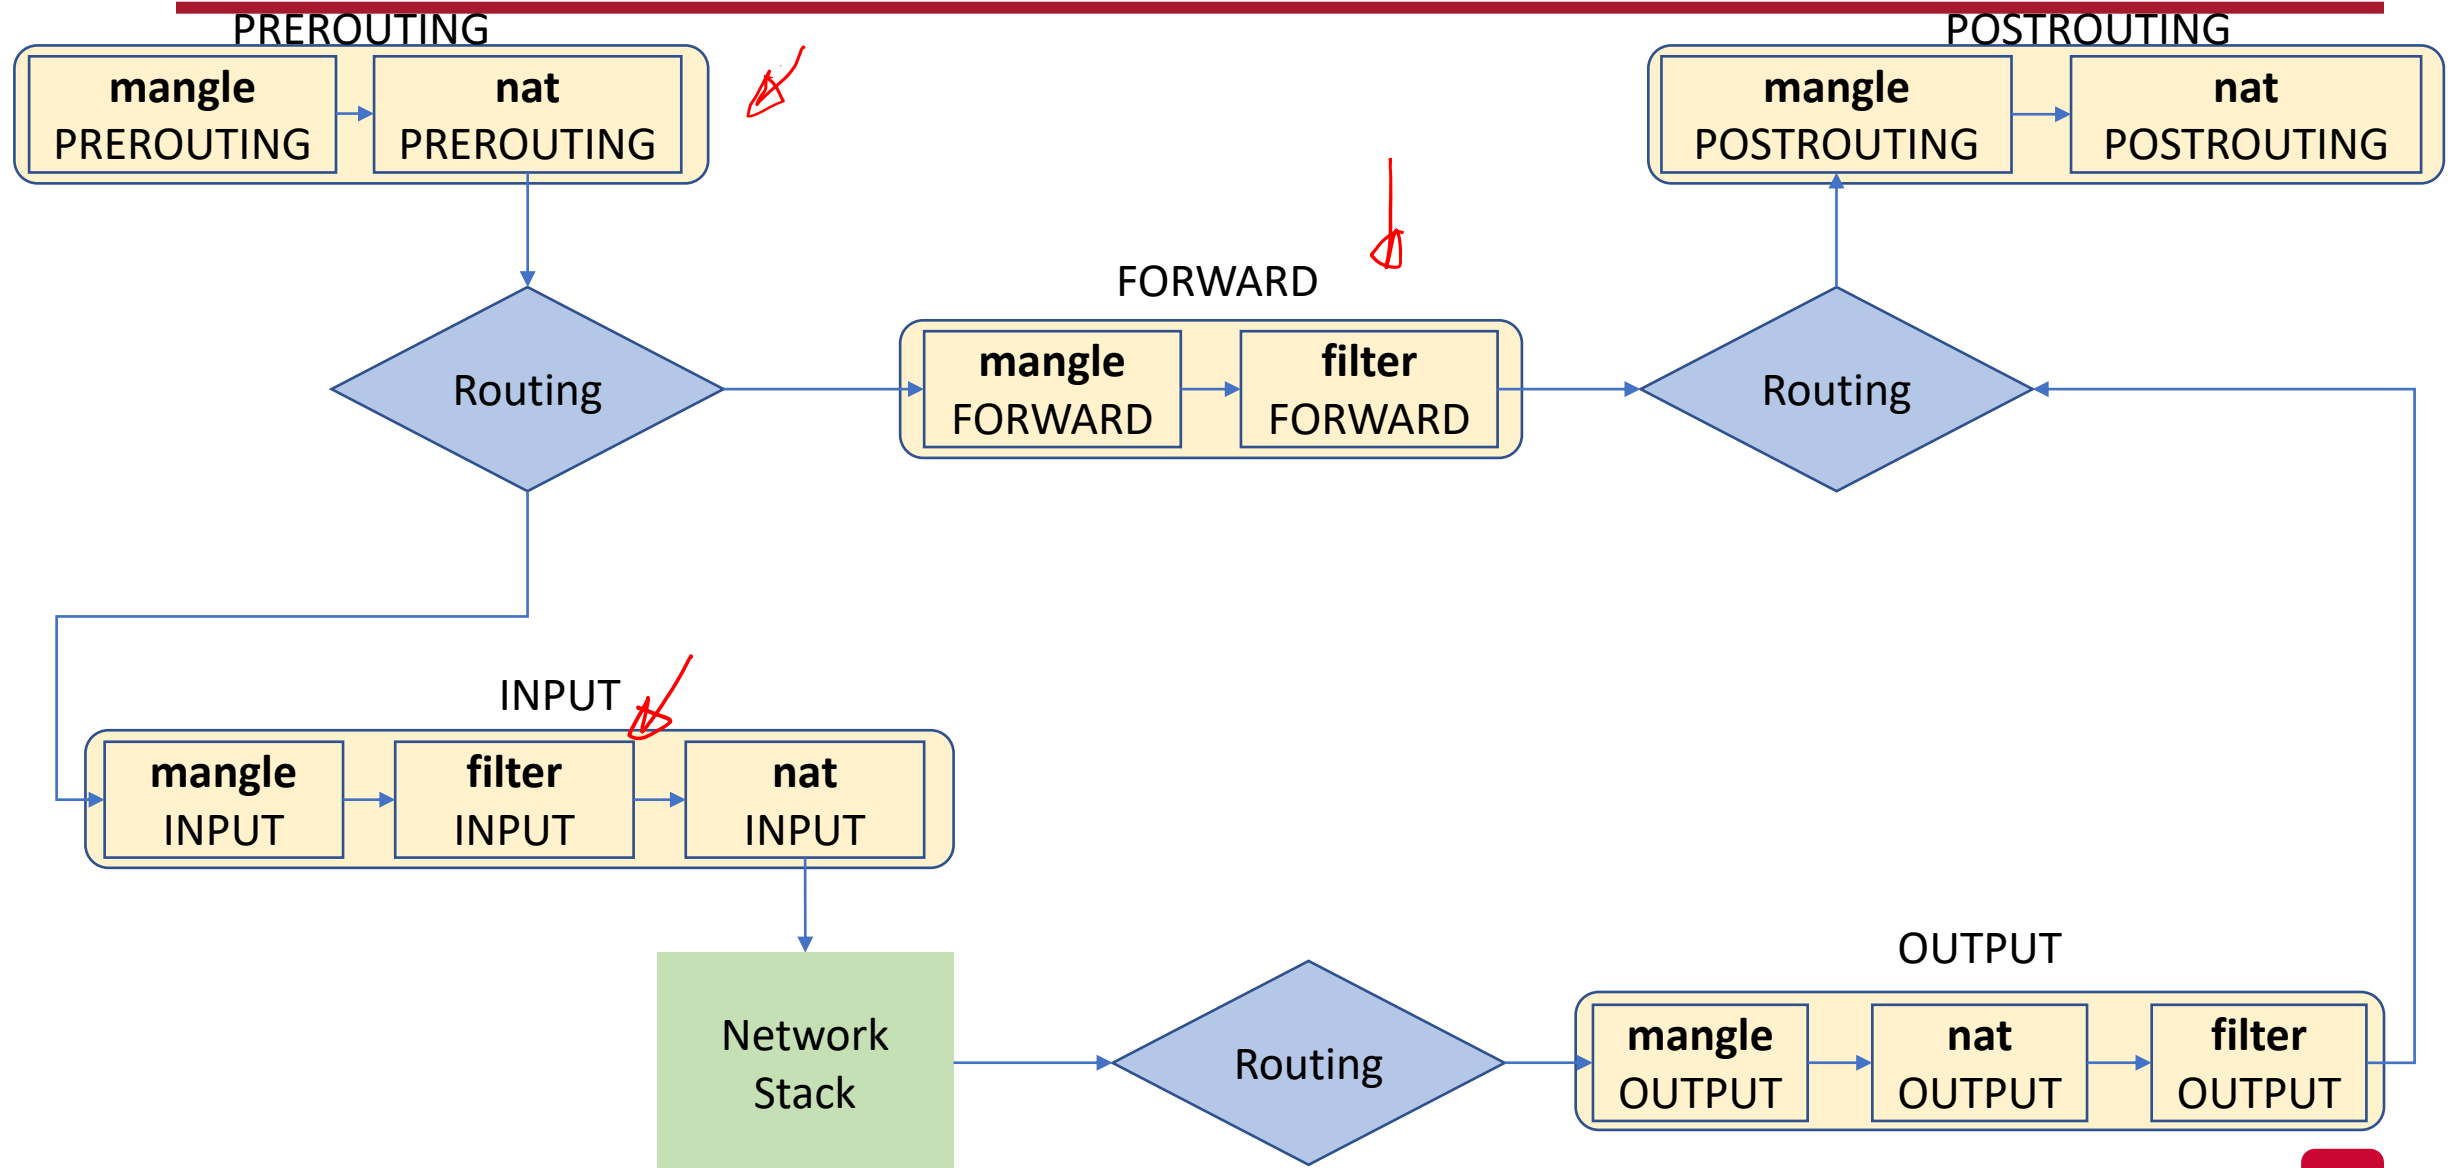 PREROUTING
mangle
PREROUTING
nat
PREROUTING
POSTROUTING
mangle
POSTROUTING
nat
POSTROUTING
Routing
FORWARD
mangle
FORWARD
filter
FORWARD
Routing
INPUT
mangle
INPUT
filter
INPUT
nat
INPUT
Network
Stack
Routing
OUTPUT
mangle
OUTPUT
nat
OUTPUT
filter
OUTPUT